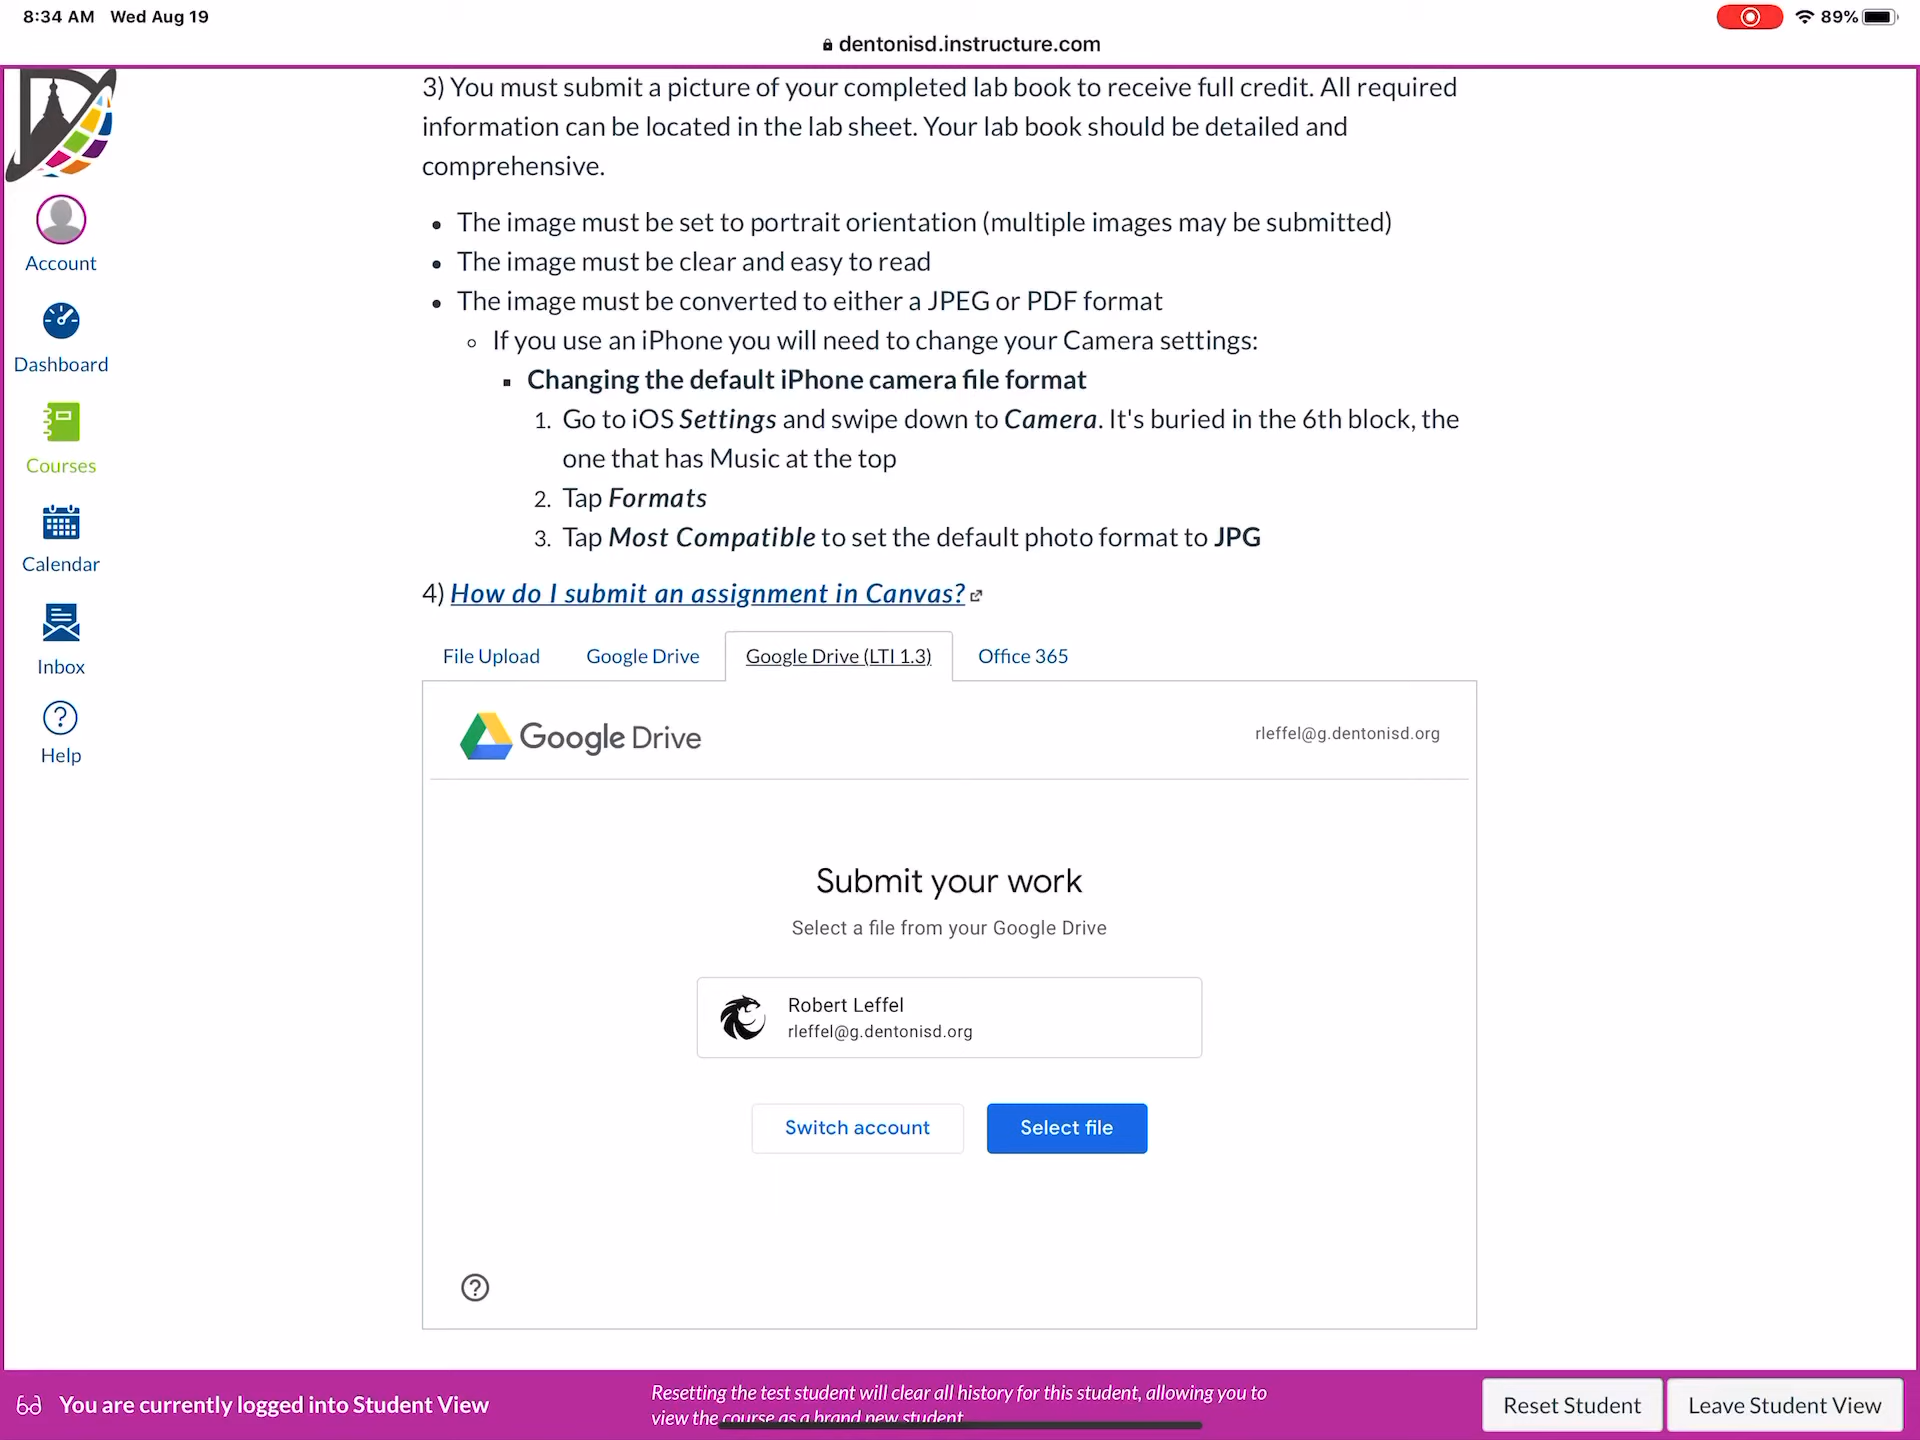 8:34 AM Wed Aug 19
89%
dentonisd.instructure.com
3) You must submit a picture of your completed lab book to receive full credit. All required
information can be located in the lab sheet. Your lab book should be detailed and
comprehensive.
• The image must be set to portrait orientation (multiple images may be submitted)
• The image must be clear and easy to read
• The image must be converted to either a JPEG or PDF format
◦ If you use an iPhone you will need to change your Camera settings:
▪ Changing the default iPhone camera file format
1. Go to iOS Settings and swipe down to Camera. It's buried in the 6th block, the
one that has Music at the top
2. Tap Formats
3. Tap Most Compatible to set the default photo format to JPG
4) How do I submit an assignment in Canvas?
Account
Dashboard
Courses
Calendar
Inbox
Help
File Upload
Google Drive
Google Drive (LTI 1.3)
Office 365
Google Drive
rleffel@g.dentonisd.org
Submit your work
Select a file from your Google Drive
Robert Leffel
rleffel@g.dentonisd.org
Switch account
Select file
You are currently logged into Student View
Resetting the test student will clear all history for this student, allowing you to
view the course as a brand new student
Reset Student
Leave Student View